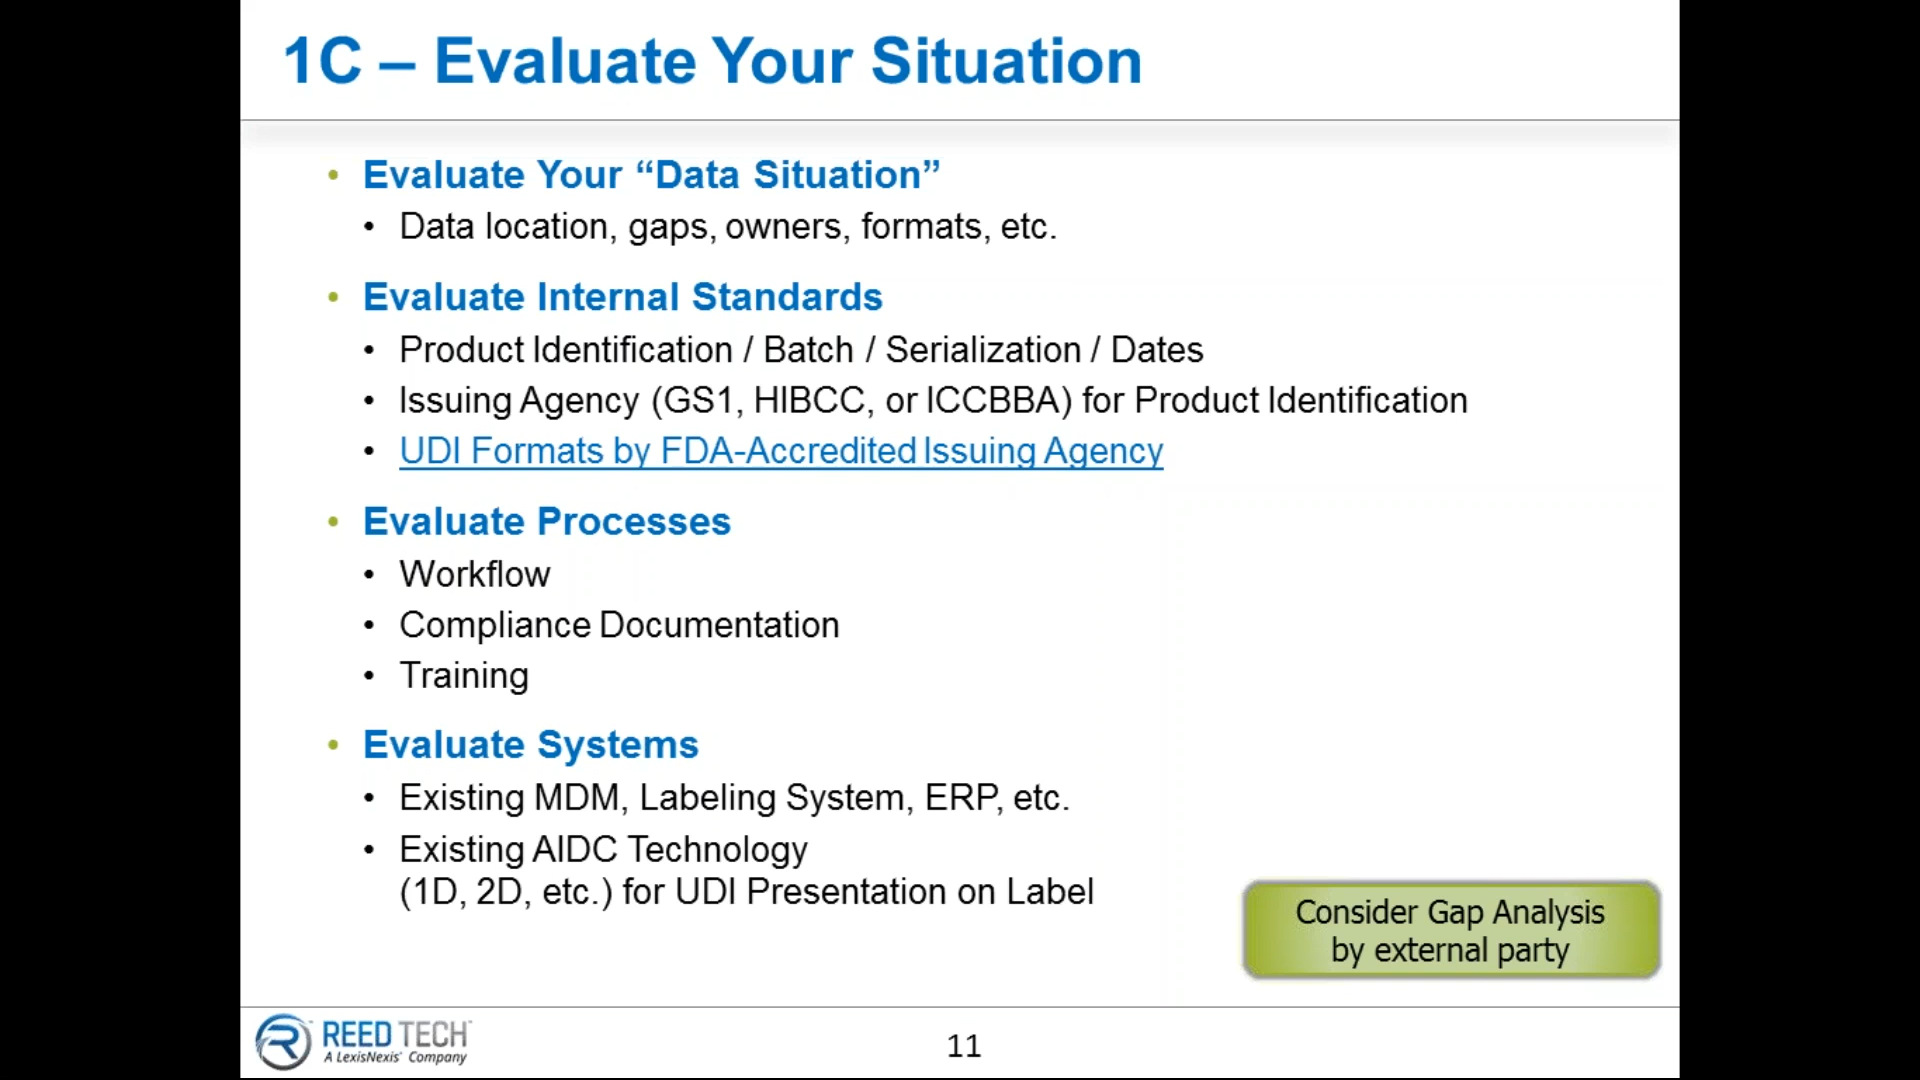 1C – Evaluate Your Situation
• Evaluate Your “Data Situation”
• Data location, gaps, owners, formats, etc.
• Evaluate Internal Standards
• Product Identification / Batch / Serialization / Dates
• Issuing Agency (GS1, HIBCC, or ICCBBA) for Product Identification
• UDI Formats by FDA-Accredited Issuing Agency
• Evaluate Processes
• Workflow
• Compliance Documentation
• Training
• Evaluate Systems
• Existing MDM, Labeling System, ERP, etc.
• Existing AIDC Technology
(1D, 2D, etc.) for UDI Presentation on Label
Consider Gap Analysis
by external party
REED TECH™
A LexisNexis® Company
11